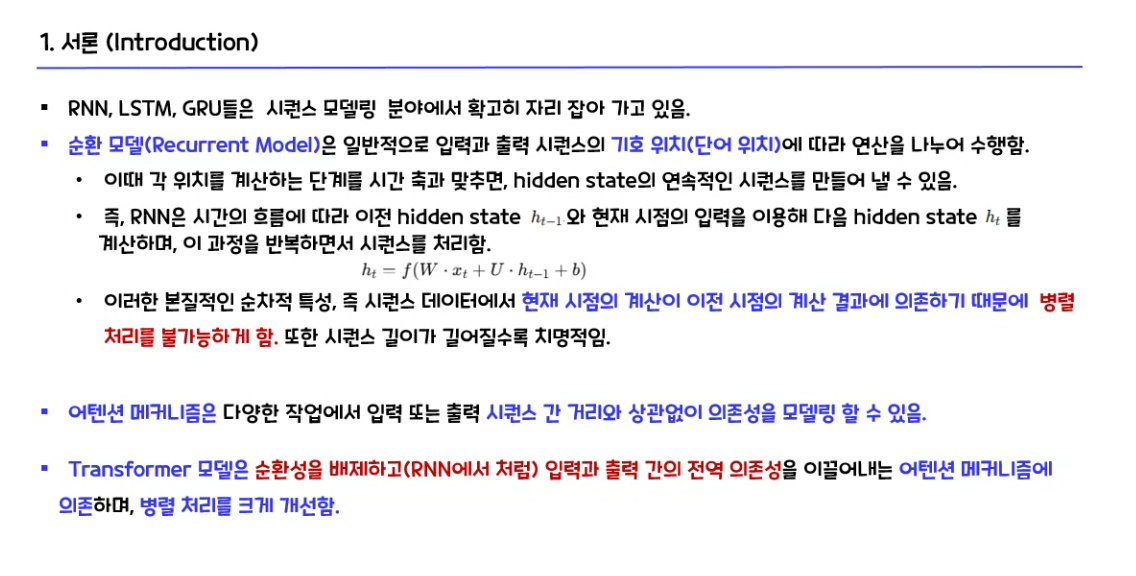 1. 서론 (Introduction)
▪ RNN, LSTM, GRU들은 시퀀스 모델링 분야에서 확고히 자리 잡아 가고 있음.
▪ 순환 모델(Recurrent Model)은 일반적으로 입력과 출력 시퀀스의 기호 위치(단어 위치)에 따라 연산을 나누어 수행함.
• 이때 각 위치를 계산하는 단계를 시간 축과 맞추면, hidden state의 연속적인 시퀀스를 만들어 낼 수 있음.
• 즉, RNN은 시간의 흐름에 따라 이전 hidden state h_{t-1}와 현재 시점의 입력을 이용해 다음 hidden state h_t 를
계산하며, 이 과정을 반복하면서 시퀀스를 처리함.
h_t = f(W · x_t + U · h_{t-1} + b)
• 이러한 본질적인 순차적 특성, 즉 시퀀스 데이터에서 현재 시점의 계산이 이전 시점의 계산 결과에 의존하기 때문에 병렬
처리를 불가능하게 함. 또한 시퀀스 길이가 길어질수록 치명적임.
▪ 어텐션 메커니즘은 다양한 작업에서 입력 또는 출력 시퀀스 간 거리와 상관없이 의존성을 모델링 할 수 있음.
▪ Transformer 모델은 순환성을 배제하고(RNN에서 처럼) 입력과 출력 간의 전역 의존성을 이끌어내는 어텐션 메커니즘에
의존하며, 병렬 처리를 크게 개선함.